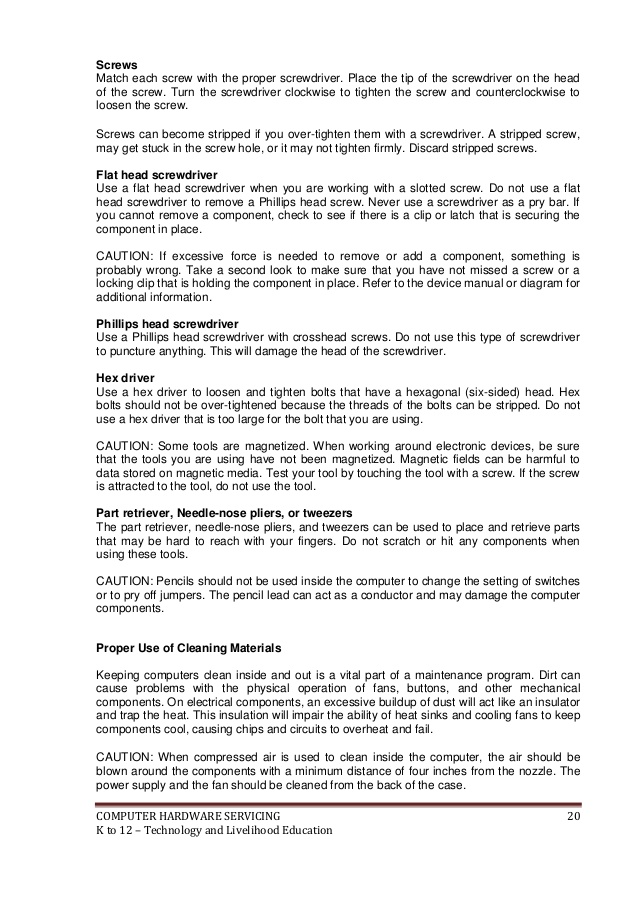 Screws
Match each screw with the proper screwdriver. Place the tip of the screwdriver on the head
of the screw. Turn the screwdriver clockwise to tighten the screw and counterclockwise to
loosen the screw.
Screws can become stripped if you over-tighten them with a screwdriver. A stripped screw,
may get stuck in the screw hole, or it may not tighten firmly. Discard stripped screws.
Flat head screwdriver
Use a flat head screwdriver when you are working with a slotted screw. Do not use a flat
head screwdriver to remove a Phillips head screw. Never use a screwdriver as a pry bar. If
you cannot remove a component, check to see if there is a clip or latch that is securing the
component in place.
CAUTION: If excessive force is needed to remove or add a component, something is
probably wrong. Take a second look to make sure that you have not missed a screw or a
locking clip that is holding the component in place. Refer to the device manual or diagram for
additional information.
Phillips head screwdriver
Use a Phillips head screwdriver with crosshead screws. Do not use this type of screwdriver
to puncture anything. This will damage the head of the screwdriver.
Hex driver
Use a hex driver to loosen and tighten bolts that have a hexagonal (six-sided) head. Hex
bolts should not be over-tightened because the threads of the bolts can be stripped. Do not
use a hex driver that is too large for the bolt that you are using.
CAUTION: Some tools are magnetized. When working around electronic devices, be sure
that the tools you are using have not been magnetized. Magnetic fields can be harmful to
data stored on magnetic media. Test your tool by touching the tool with a screw. If the screw
is attracted to the tool, do not use the tool.
Part retriever, Needle-nose pliers, or tweezers
The part retriever, needle-nose pliers, and tweezers can be used to place and retrieve parts
that may be hard to reach with your fingers. Do not scratch or hit any components when
using these tools.
CAUTION: Pencils should not be used inside the computer to change the setting of switches
or to pry off jumpers. The pencil lead can act as a conductor and may damage the computer
components.
Proper Use of Cleaning Materials
Keeping computers clean inside and out is a vital part of a maintenance program. Dirt can
cause problems with the physical operation of fans, buttons, and other mechanical
components. On electrical components, an excessive buildup of dust will act like an insulator
and trap the heat. This insulation will impair the ability of heat sinks and cooling fans to keep
components cool, causing chips and circuits to overheat and fail.
CAUTION: When compressed air is used to clean inside the computer, the air should be
blown around the components with a minimum distance of four inches from the nozzle. The
power supply and the fan should be cleaned from the back of the case.
COMPUTER HARDWARE SERVICING 20
K to 12 – Technology and Livelihood Education